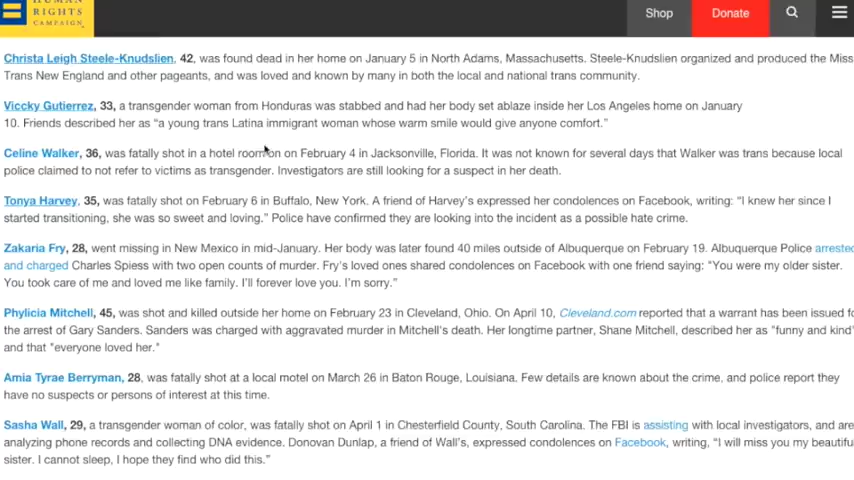 HUMAN
RIGHTS
CAMPAIGN
Shop Donate
Christa Leigh Steele-Knudslien, 42, was found dead in her home on January 5 in North Adams, Massachusetts. Steele-Knudslien organized and produced the Miss
Trans New England and other pageants, and was loved and known by many in both the local and national trans community.
Viccky Gutierrez, 33, a transgender woman from Honduras was stabbed and had her body set ablaze inside her Los Angeles home on January
10. Friends described her as “a young trans Latina immigrant woman whose warm smile would give anyone comfort.”
Celine Walker, 36, was fatally shot in a hotel room on on February 4 in Jacksonville, Florida. It was not known for several days that Walker was trans because local
police claimed to not refer to victims as transgender. Investigators are still looking for a suspect in her death.
Tonya Harvey, 35, was fatally shot on February 6 in Buffalo, New York. A friend of Harvey's expressed her condolences on Facebook, writing: “I knew her since I
started transitioning, she was so sweet and loving.” Police have confirmed they are looking into the incident as a possible hate crime.
Zakaria Fry, 28, went missing in New Mexico in mid-January. Her body was later found 40 miles outside of Albuquerque on February 19. Albuquerque Police arrested
and charged Charles Spiess with two open counts of murder. Fry's loved ones shared condolences on Facebook with one friend saying: "You were my older sister.
You took care of me and loved me like family. I'll forever love you. I'm sorry.”
Phylicia Mitchell, 45, was shot and killed outside her home on February 23 in Cleveland, Ohio. On April 10, Cleveland.com reported that a warrant has been issued fo
the arrest of Gary Sanders. Sanders was charged with aggravated murder in Mitchell's death. Her longtime partner, Shane Mitchell, described her as "funny and kind"
and that "everyone loved her."
Amia Tyrae Berryman, 28, was fatally shot at a local motel on March 26 in Baton Rouge, Louisiana. Few details are known about the crime, and police report they
have no suspects or persons of interest at this time.
Sasha Wall, 29, a transgender woman of color, was fatally shot on April 1 in Chesterfield County, South Carolina. The FBI is assisting with local investigators, and are
analyzing phone records and collecting DNA evidence. Donovan Dunlap, a friend of Wall's, expressed condolences on Facebook, writing, “I will miss you my beautifu
sister. I cannot sleep, I hope they find who did this.”